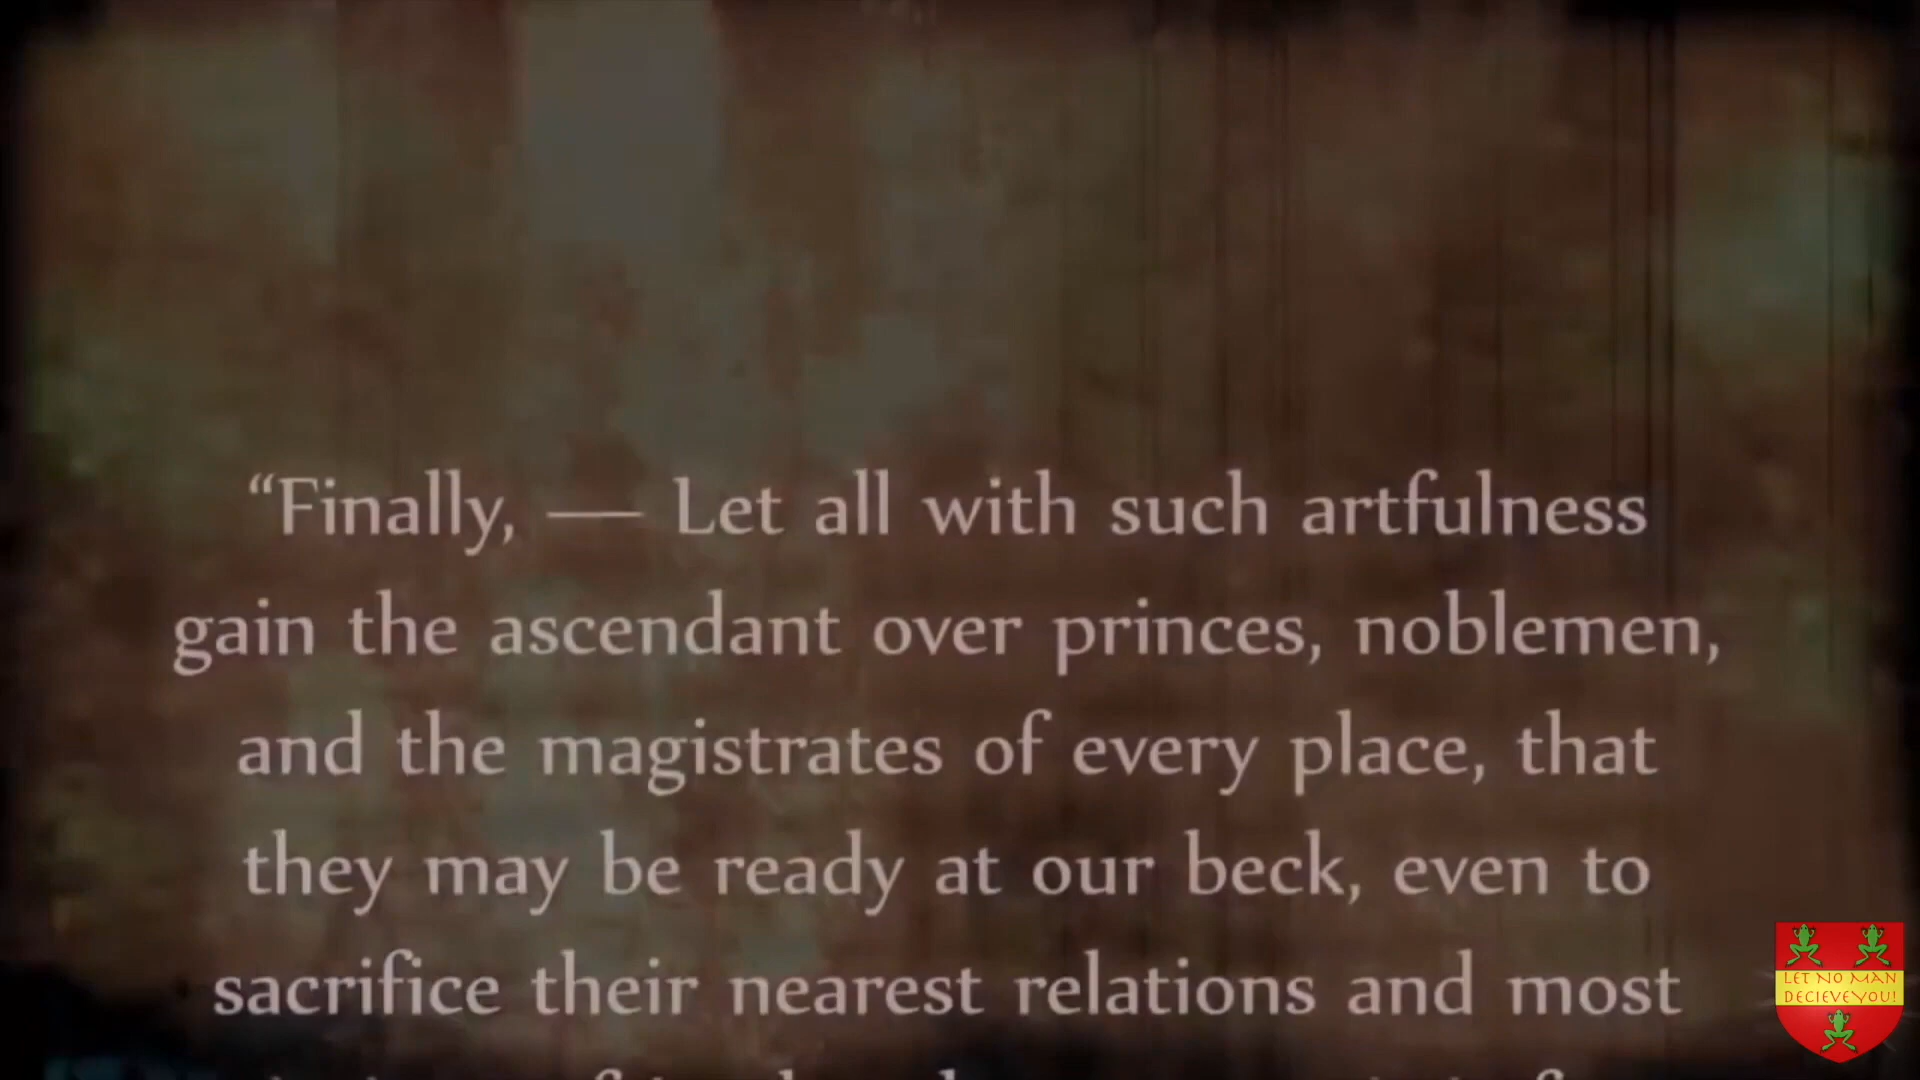 “Finally, — Let all with such artfulness
gain the ascendant over princes, noblemen,
and the magistrates of every place, that
they may be ready at our beck, even to
sacrifice their nearest relations and most
LET NO MAN
DECIEVE YOU!